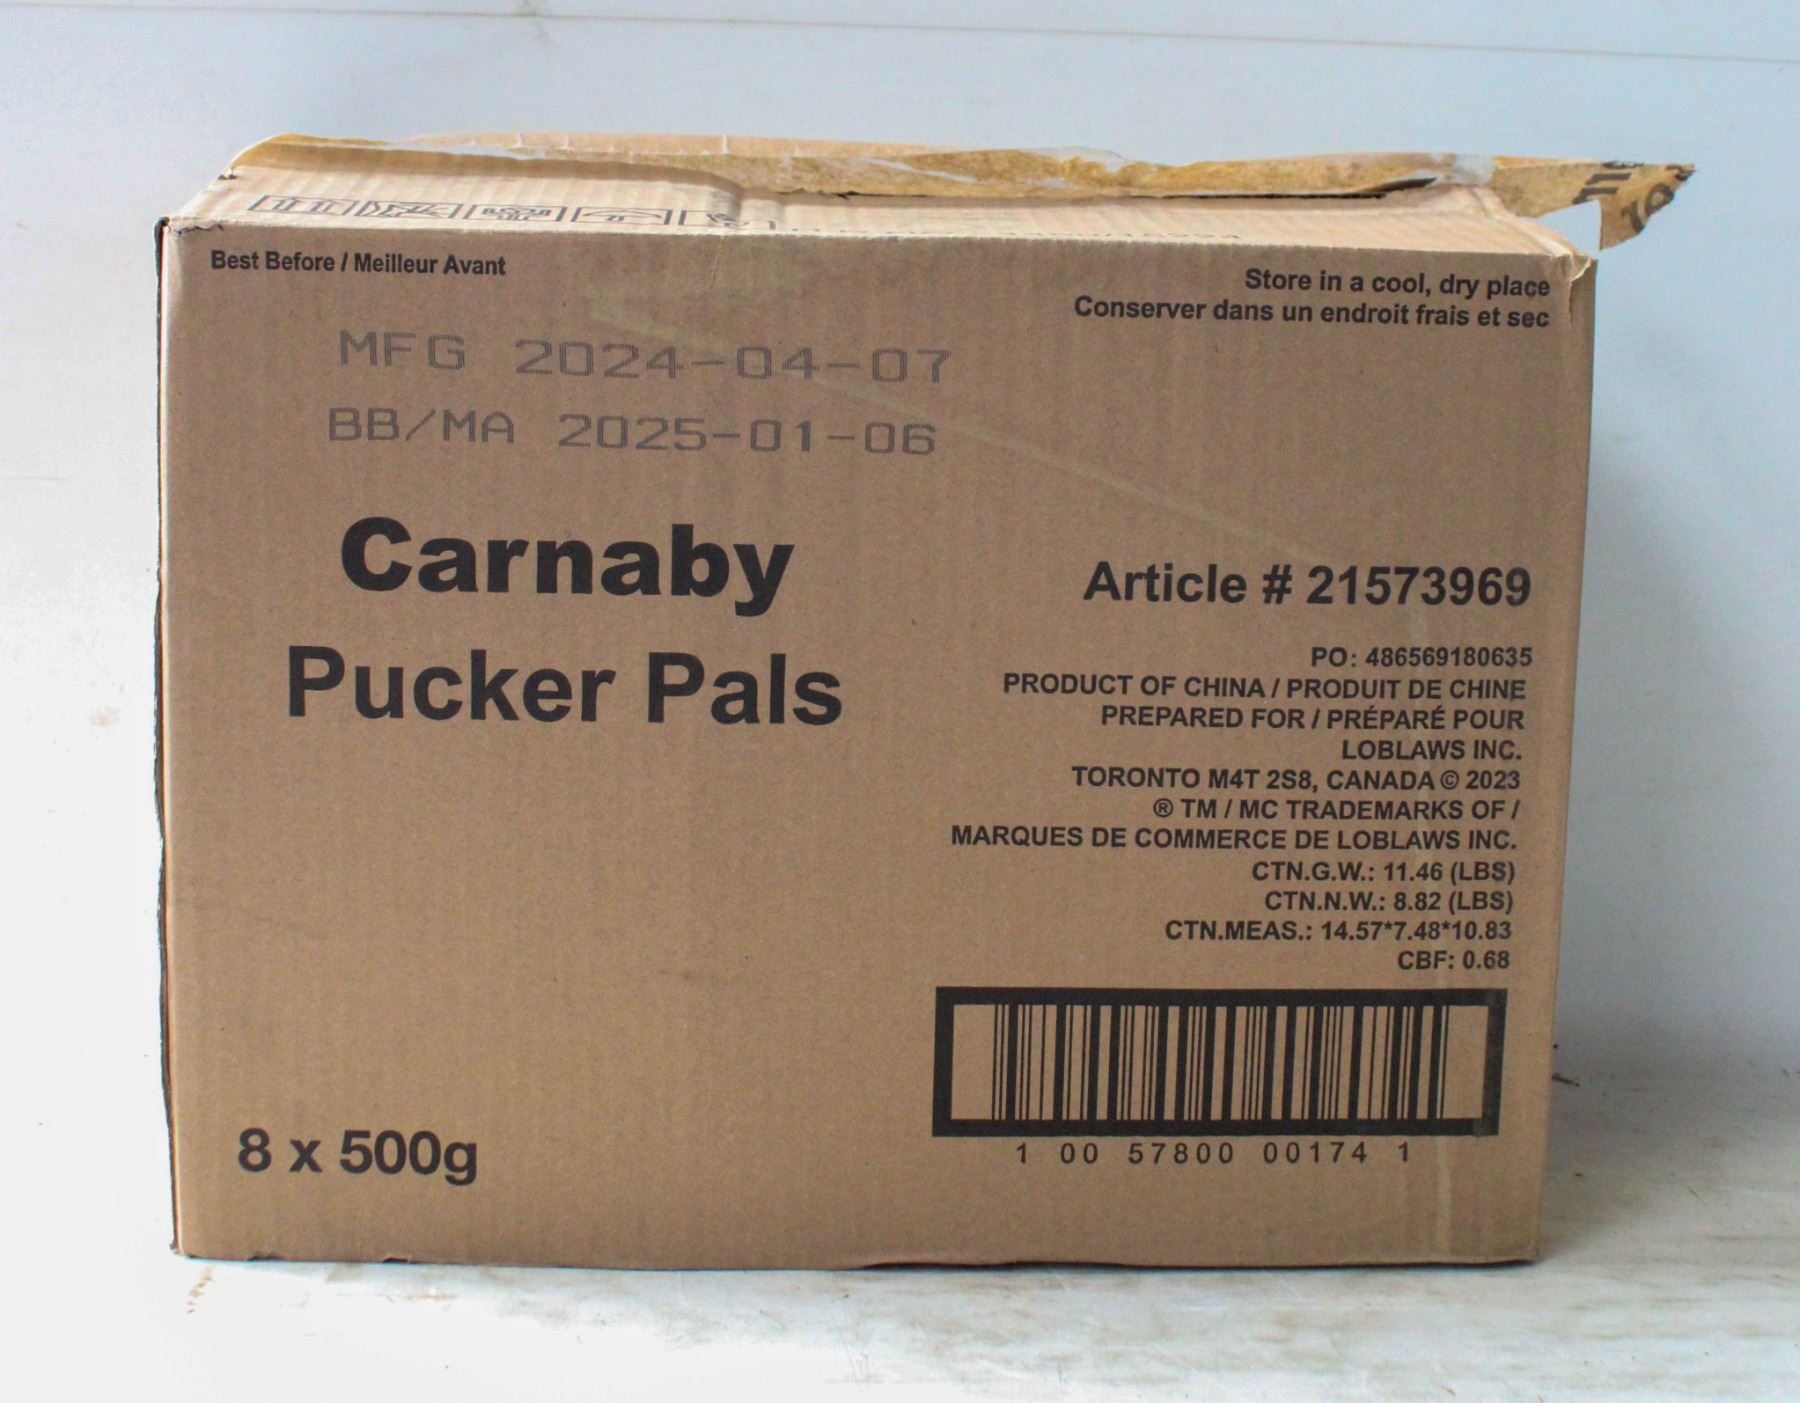 Best Before / Meilleur Avant
Store in a cool, dry place
Conserver dans un endroit frais et sec
MFG 2024-04-07
BB/MA 2025-01-06
Carnaby
Pucker Pals
Article # 21573969
PO: 486569180635
PRODUCT OF CHINA / PRODUIT DE CHINE
PREPARED FOR / PRÉPARÉ POUR
LOBLAWS INC.
TORONTO M4T 2S8, CANADA © 2023
® TM / MC TRADEMARKS OF /
MARQUES DE COMMERCE DE LOBLAWS INC.
CTN.G.W.: 11.46 (LBS)
CTN.N.W.: 8.82 (LBS)
CTN.MEAS.: 14.57*7.48*10.83
CBF: 0.68
8 x 500g
1 00 57800 00174 1